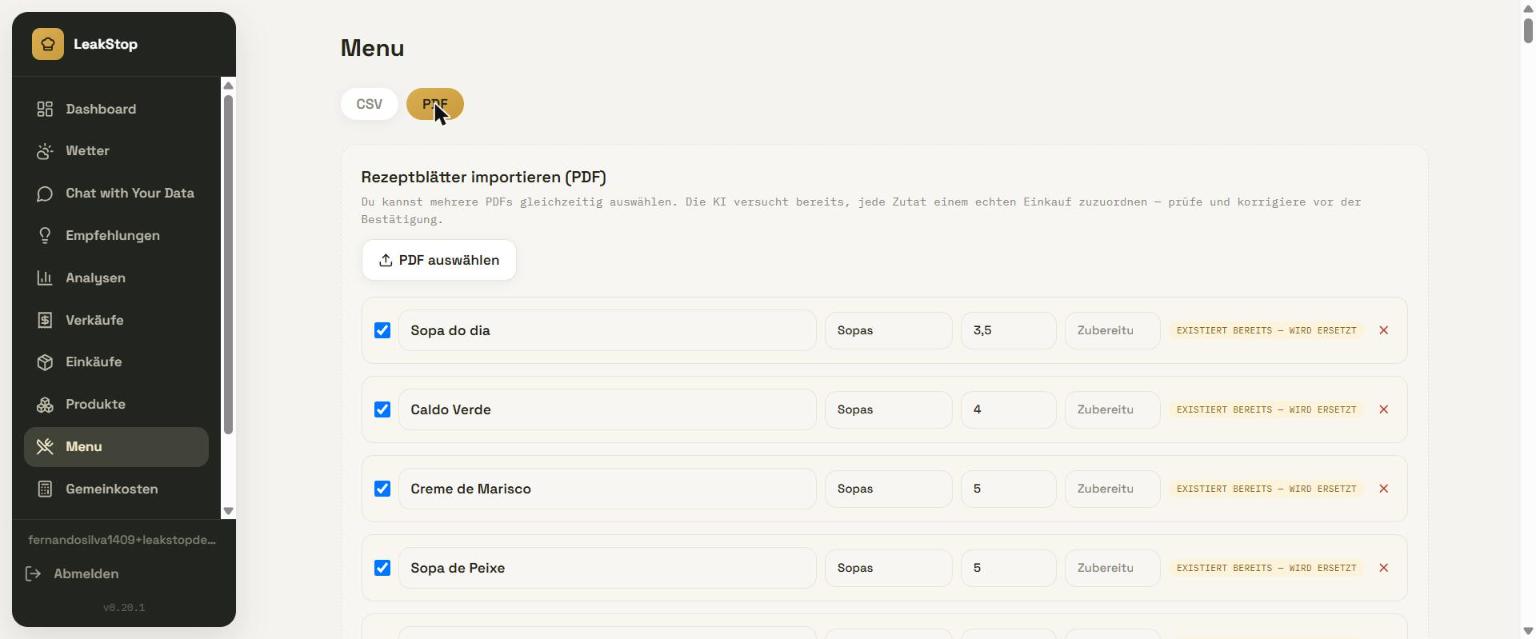 LeakStop
Dashboard
Wetter
Chat with Your Data
Empfehlungen
Analysen
Verkäufe
Einkäufe
Produkte
Menu
Gemeinkosten
fernandosilva1409+leakstopde…
Abmelden
v0.20.1
Menu
CSV PDF
Rezeptblätter importieren (PDF)
Du kannst mehrere PDFs gleichzeitig auswählen. Die KI versucht bereits, jede Zutat einem echten Einkauf zuzuordnen — prüfe und korrigiere vor der
Bestätigung.
PDF auswählen
Sopa do dia Sopas 3,5 Zubereitu EXISTIERT BEREITS — WIRD ERSETZT
Caldo Verde Sopas 4 Zubereitu EXISTIERT BEREITS — WIRD ERSETZT
Creme de Marisco Sopas 5 Zubereitu EXISTIERT BEREITS — WIRD ERSETZT
Sopa de Peixe Sopas 5 Zubereitu EXISTIERT BEREITS — WIRD ERSETZT